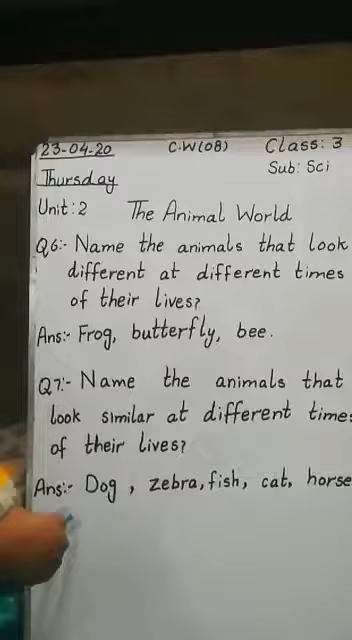 23-04-20 C.W(08) Class: 3
Thursday Sub: Sci
Unit: 2 The Animal World
Q6:- Name the animals that look
different at different times
of their lives?
Ans:- Frog, butterfly, bee.
Q7:- Name the animals that
look similar at different times
of their lives?
Ans:- Dog, zebra, fish, cat, horse